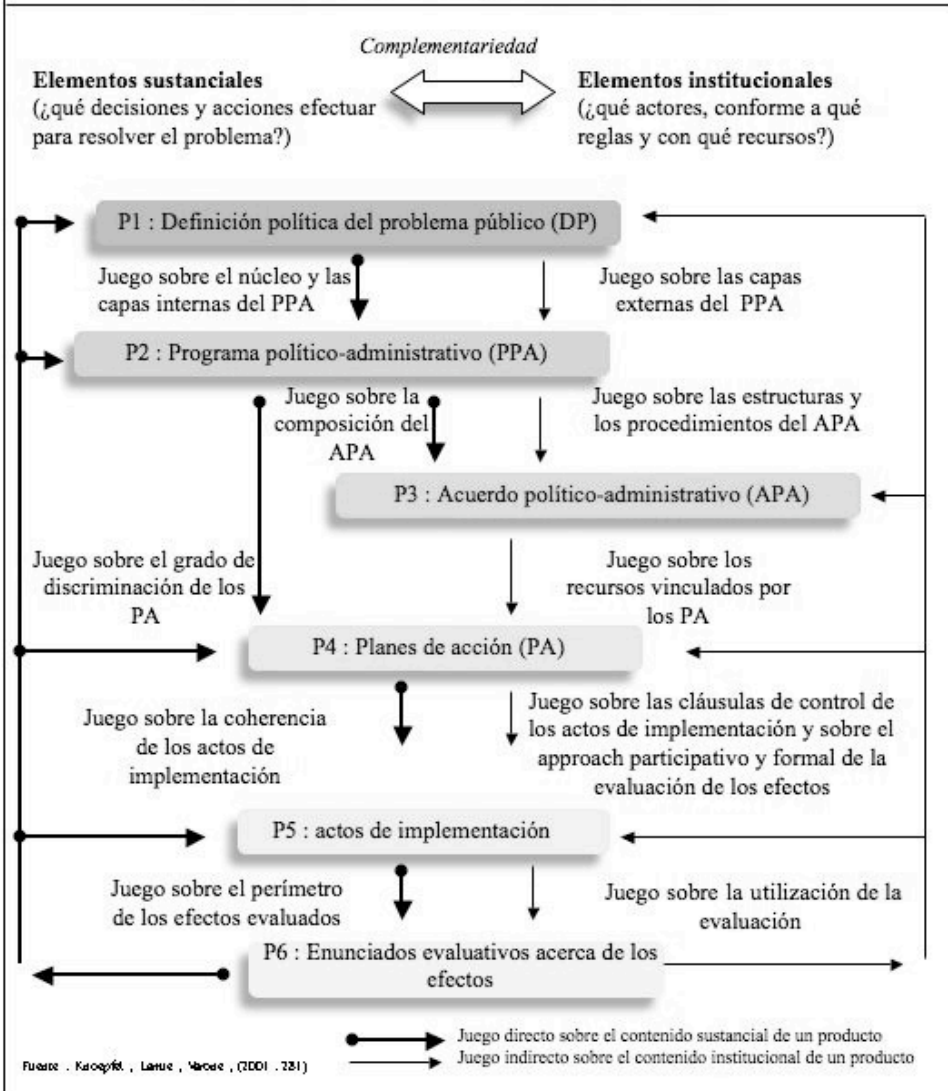 Complementariedad
Elementos sustanciales
(¿qué decisiones y acciones efectuar
para resolver el problema?)
Elementos institucionales
(¿qué actores, conforme a qué
reglas y con qué recursos?)
P1 : Definición política del problema público (DP)
Juego sobre el núcleo y las
capas internas del PPA
Juego sobre las capas
externas del PPA
P2 : Programa político-administrativo (PPA)
Juego sobre la
composición del
APA
Juego sobre las estructuras y
los procedimientos del APA
P3 : Acuerdo político-administrativo (APA)
Juego sobre el grado de
discriminación de los
PA
Juego sobre los
recursos vinculados por
los PA
P4 : Planes de acción (PA)
Juego sobre la coherencia
de los actos de
implementación
Juego sobre las cláusulas de control de
los actos de implementación y sobre el
approach participativo y formal de la
evaluación de los efectos
P5 : actos de implementación
Juego sobre el perímetro
de los efectos evaluados
Juego sobre la utilización de la
evaluación
P6 : Enunciados evaluativos acerca de los
efectos
Juego directo sobre el contenido sustancial de un producto
Juego indirecto sobre el contenido institucional de un producto
(2001 . 281)